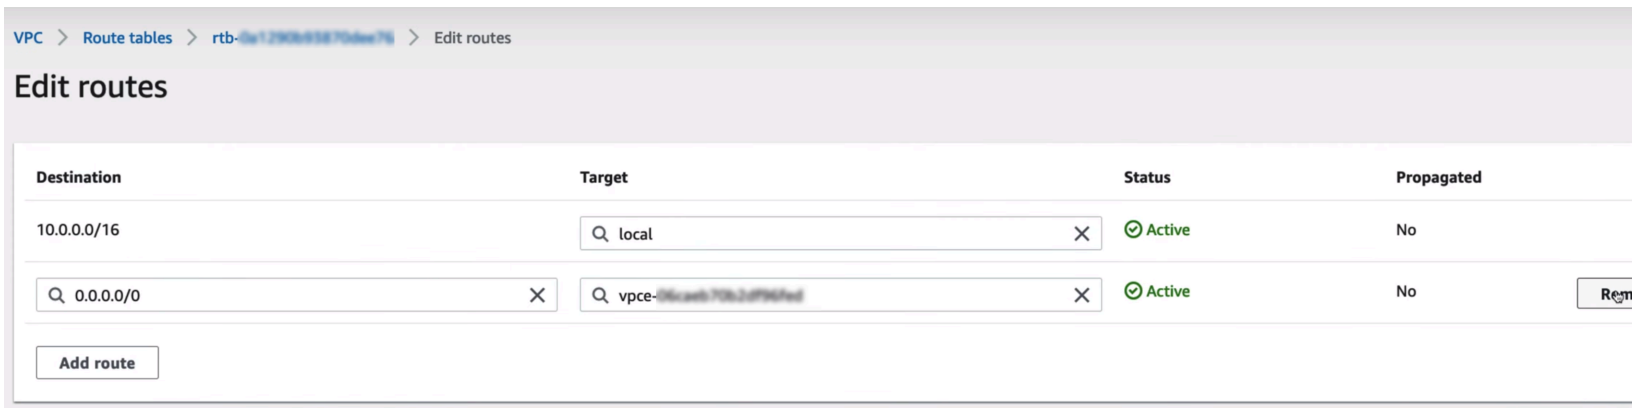 VPC > Route tables > rtb- > Edit routes
Edit routes
Destination Target Status Propagated
10.0.0.0/16 local Active No
0.0.0.0/0 vpce- Active No
Add route